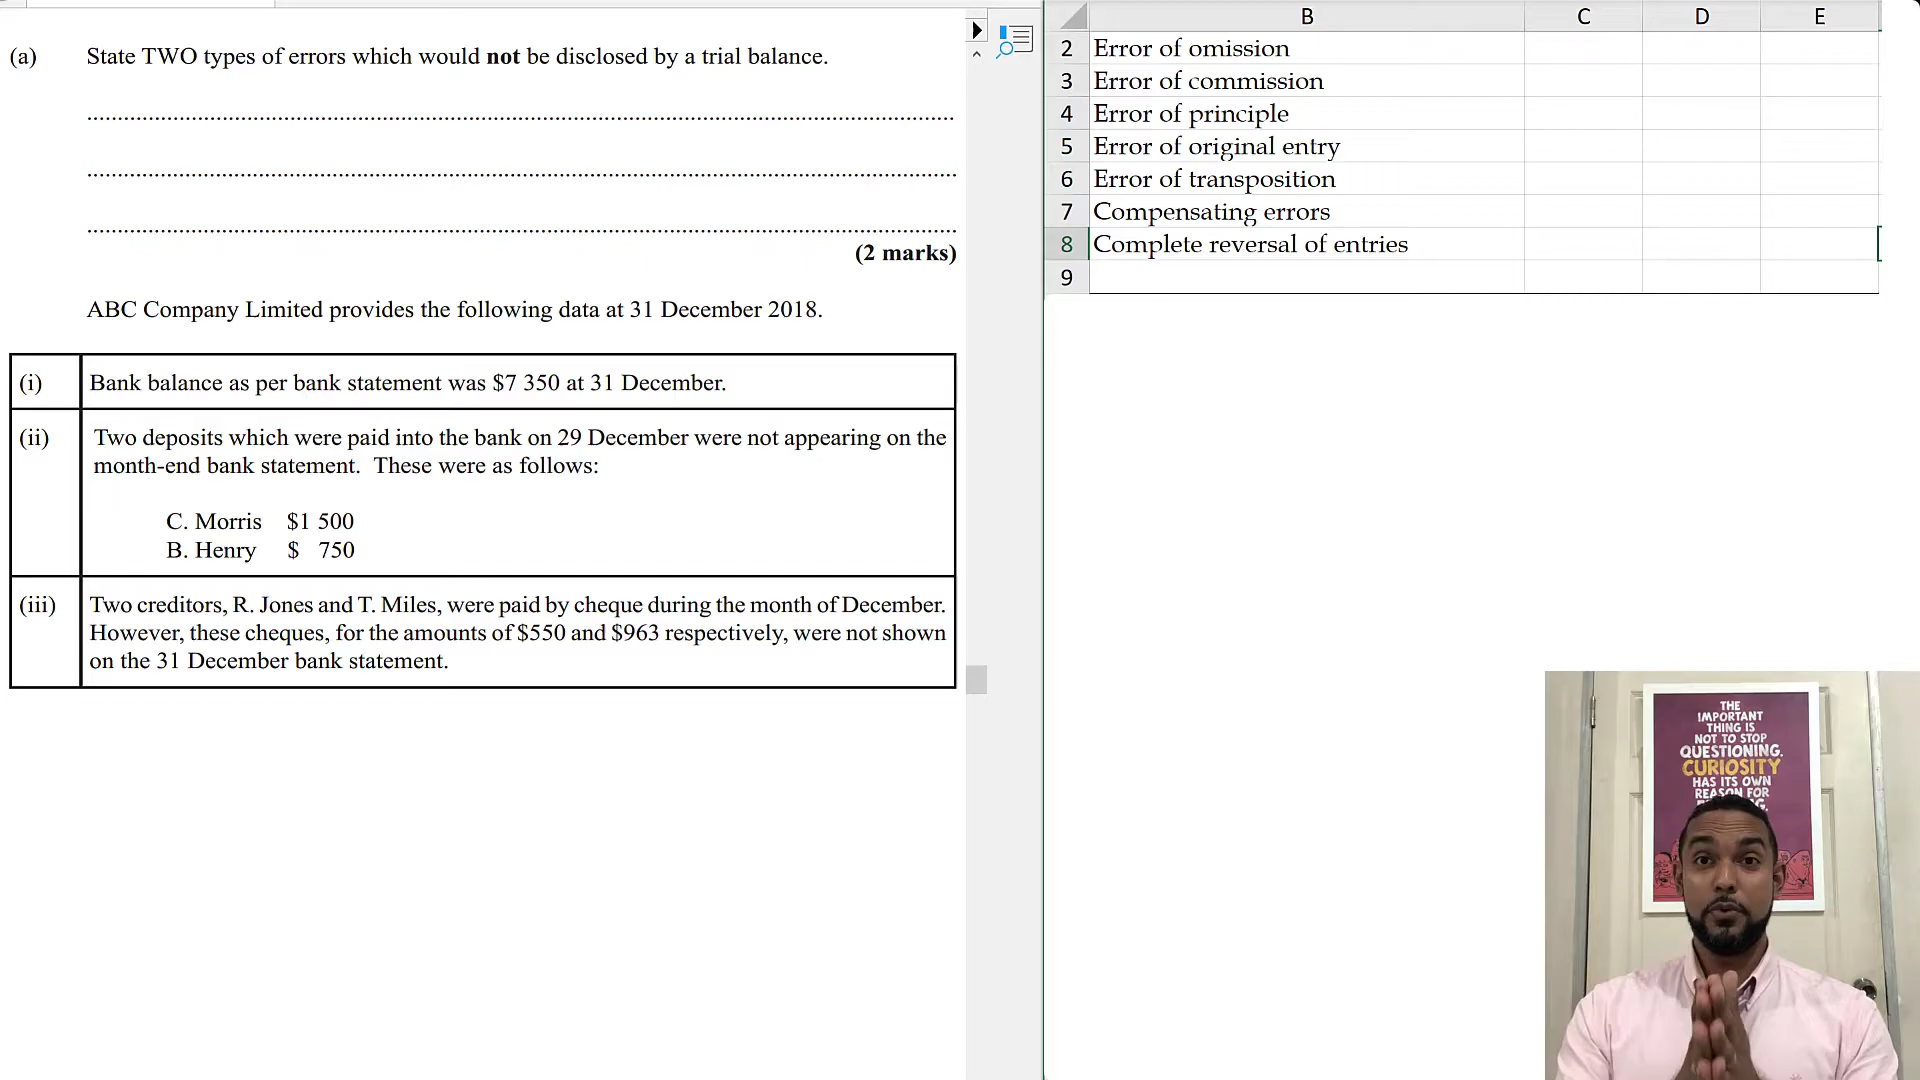 (a) State TWO types of errors which would not be disclosed by a trial balance.
(2 marks)
ABC Company Limited provides the following data at 31 December 2018.
(i) Bank balance as per bank statement was $7 350 at 31 December.
(ii) Two deposits which were paid into the bank on 29 December were not appearing on the
month-end bank statement. These were as follows:
C. Morris $1 500
B. Henry $ 750
(iii) Two creditors, R. Jones and T. Miles, were paid by cheque during the month of December.
However, these cheques, for the amounts of $550 and $963 respectively, were not shown
on the 31 December bank statement.
B C D E
2 Error of omission
3 Error of commission
4 Error of principle
5 Error of original entry
6 Error of transposition
7 Compensating errors
8 Complete reversal of entries
9
THE
IMPORTANT
THING IS
NOT TO STOP
QUESTIONING.
CURIOSITY
HAS ITS OWN
REASON FOR